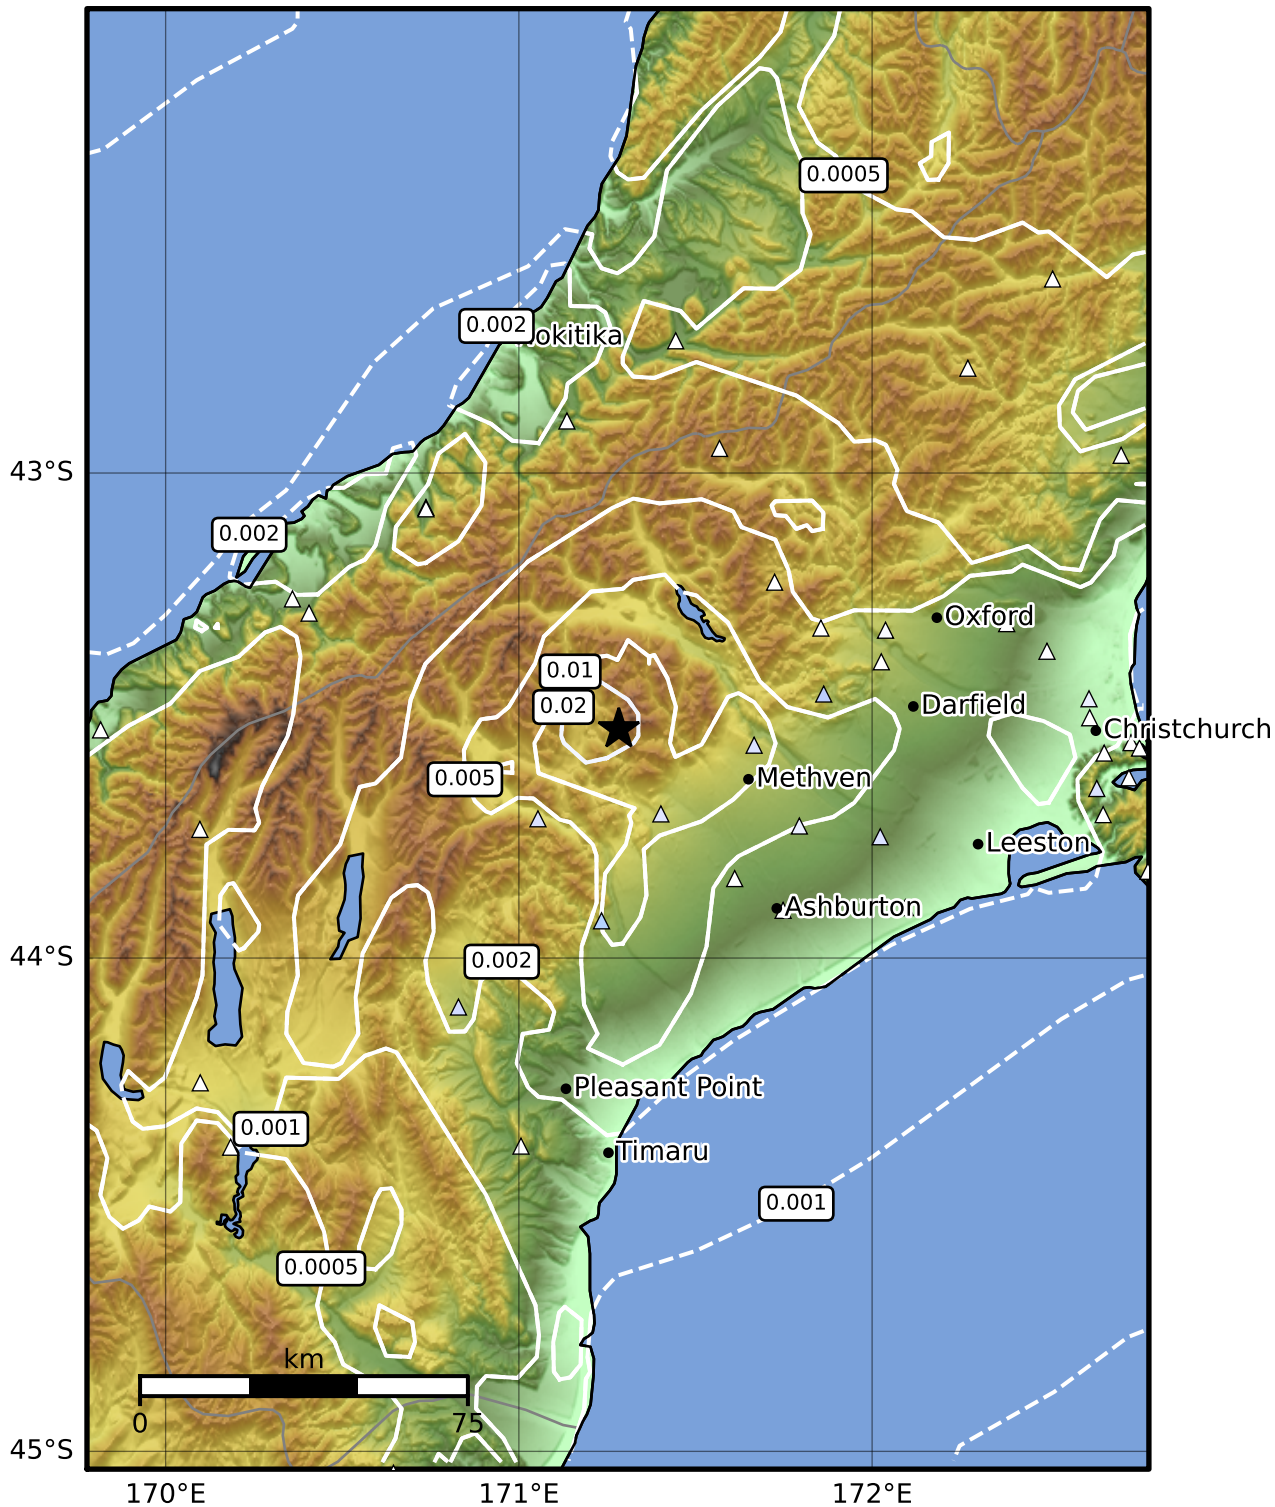 0.0005
0.002
okitika
43°S
0.002
Oxford
0.01
0.02
Darfield
Christchurch
0.005
Methven
Leeston
Ashburton
44°S
0.002
Pleasant Point
0.001
Timaru
0.001
0.0005
km
0
75
45°S
170°E
171°E
172°E